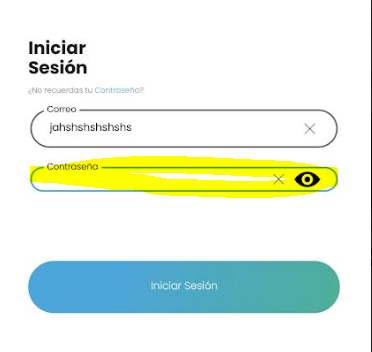 Iniciar
Sesión
¿No recuerdas tu Contraseña?
Correo
jahshshshshshs
Contraseña
Iniciar Sesión